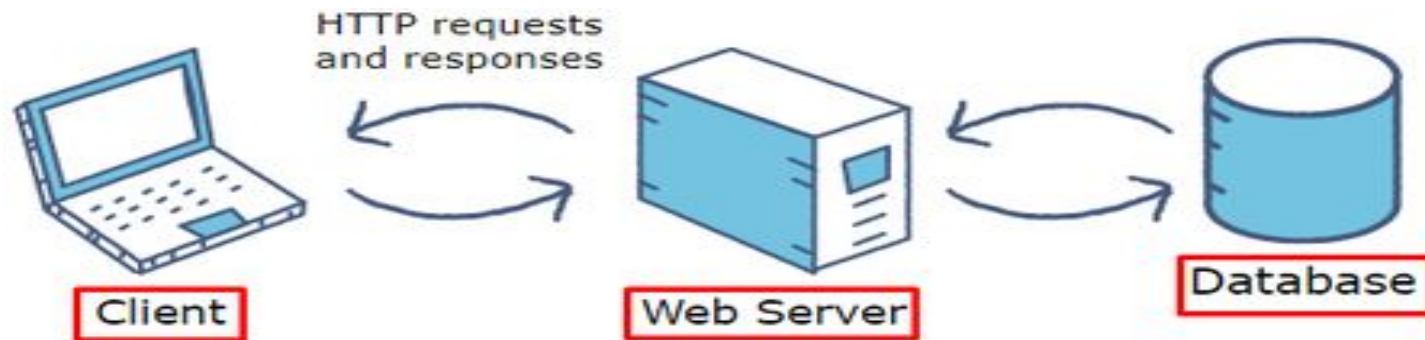 HTTP requests
and responses
Client
Web Server
Database